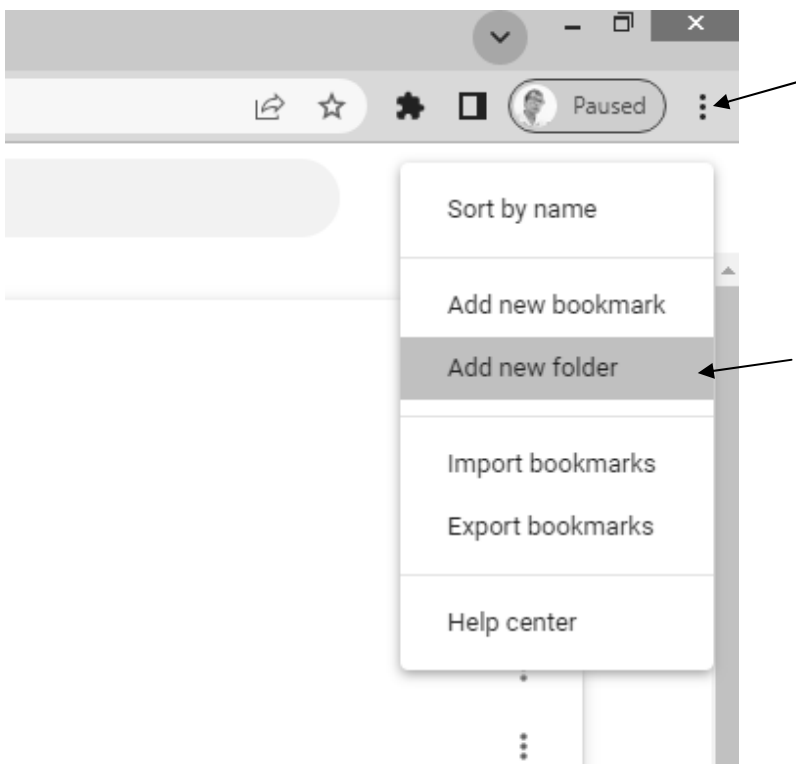 Paused
Sort by name
Add new bookmark
Add new folder
Import bookmarks
Export bookmarks
Help center